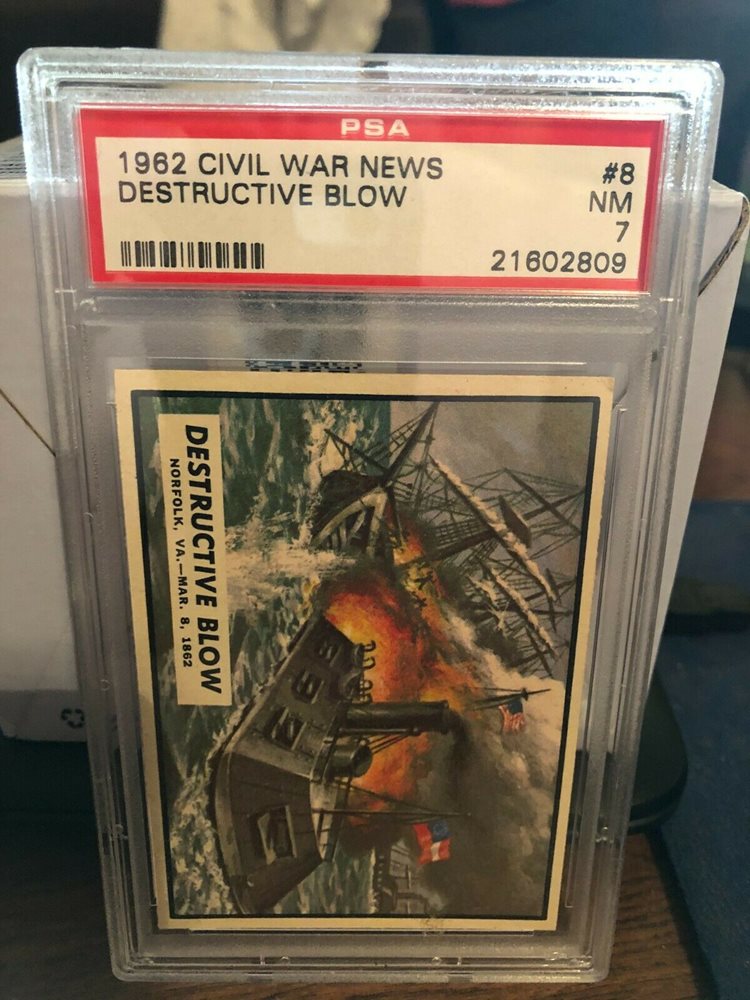 PSA
1962 CIVIL WAR NEWS #8
DESTRUCTIVE BLOW NM
7
21602809
DESTRUCTIVE BLOW
NORFOLK, VA.—MAR. 8, 1862